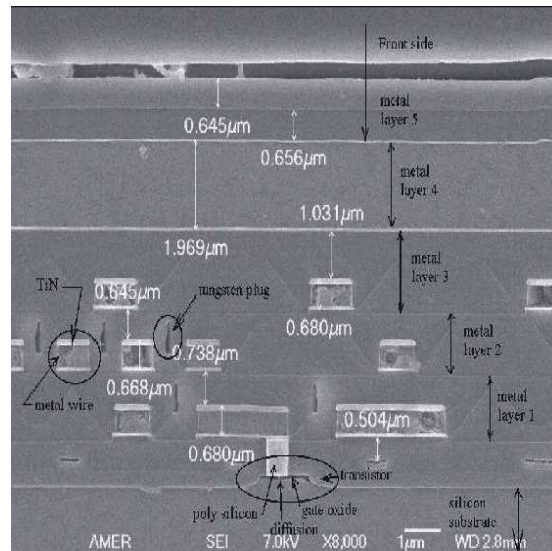 Front side
metal
layer 5
0.645µm
0.656µm
metal
layer 4
1.031µm
1.969µm
metal
layer 3
TiN
tungsten plug
0.645µm
0.680µm
metal
layer 2
0.738µm
0.668µm
metal wire
metal
layer 1
0.504µm
0.680µm
transistor
poly silicon
gate oxide
diffusion
silicon
substrate
AMER SEI 7.0kV X8,000 1µm WD 2.8mm